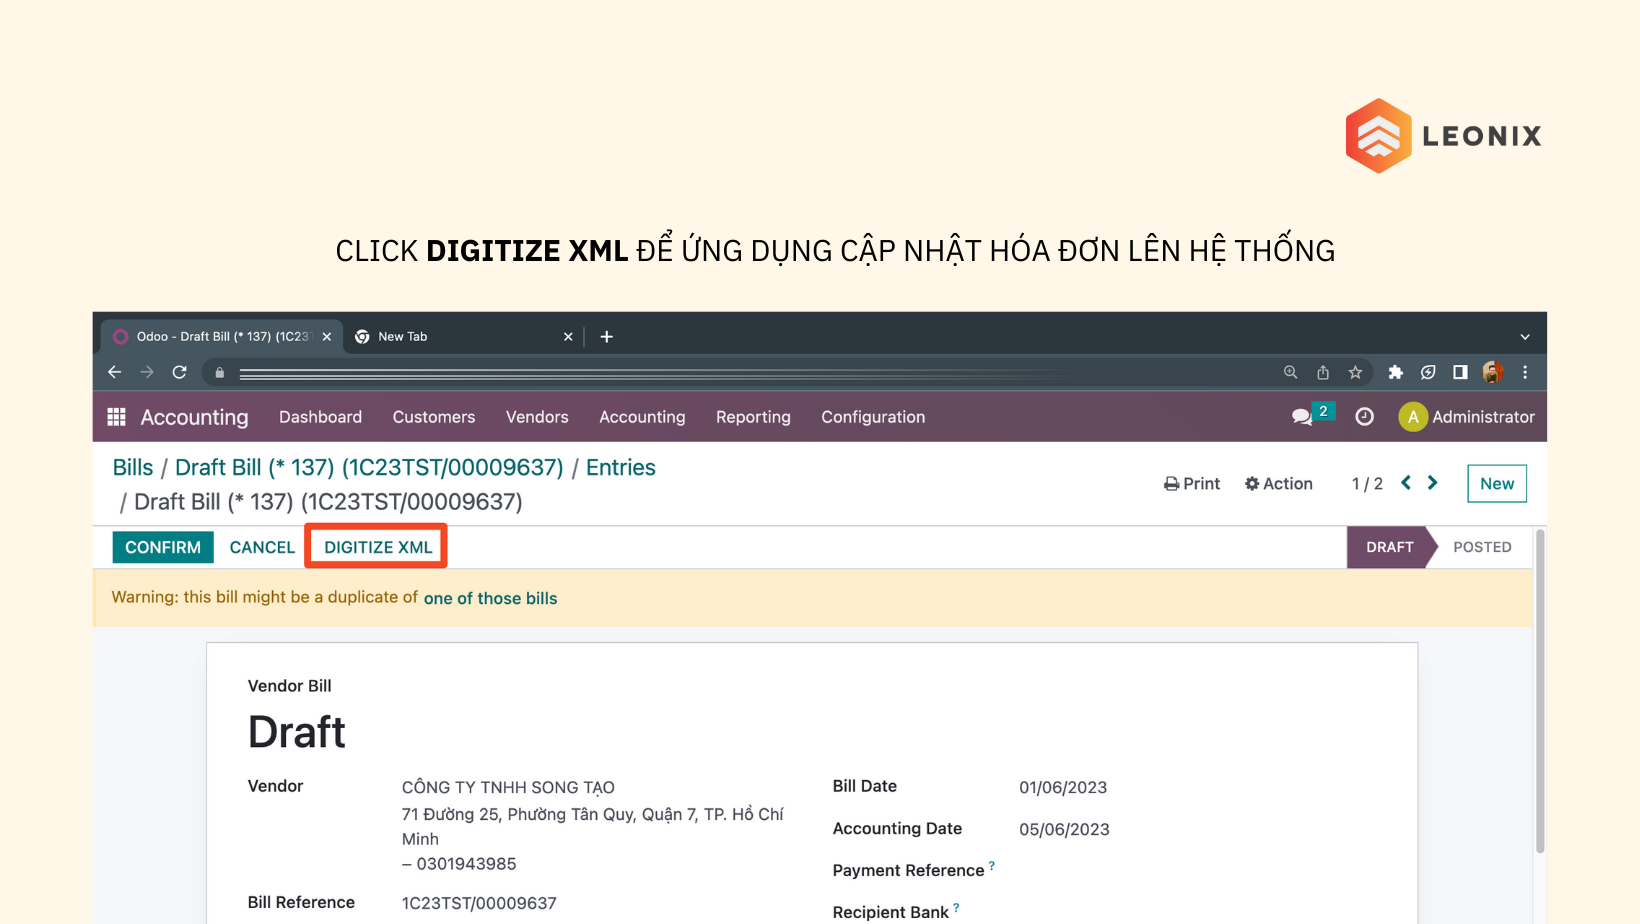 LEONIX
CLICK DIGITIZE XML ĐỂ ỨNG DỤNG CẬP NHẬT HÓA ĐƠN LÊN HỆ THỐNG
Odoo - Draft Bill (* 137) (1C23T
New Tab
Accounting Dashboard Customers Vendors Accounting Reporting Configuration 2 A Administrator
Bills / Draft Bill (* 137) (1C23TST/00009637) / Entries
/ Draft Bill (* 137) (1C23TST/00009637)
Print Action 1 / 2 New
CONFIRM CANCEL DIGITIZE XML DRAFT POSTED
Warning: this bill might be a duplicate of one of those bills
Vendor Bill
Draft
Vendor CÔNG TY TNHH SONG TẠO
71 Đường 25, Phường Tân Quy, Quận 7, TP. Hồ Chí
Minh
– 0301943985
Bill Reference 1C23TST/00009637
Bill Date 01/06/2023
Accounting Date 05/06/2023
Payment Reference ?
Recipient Bank ?